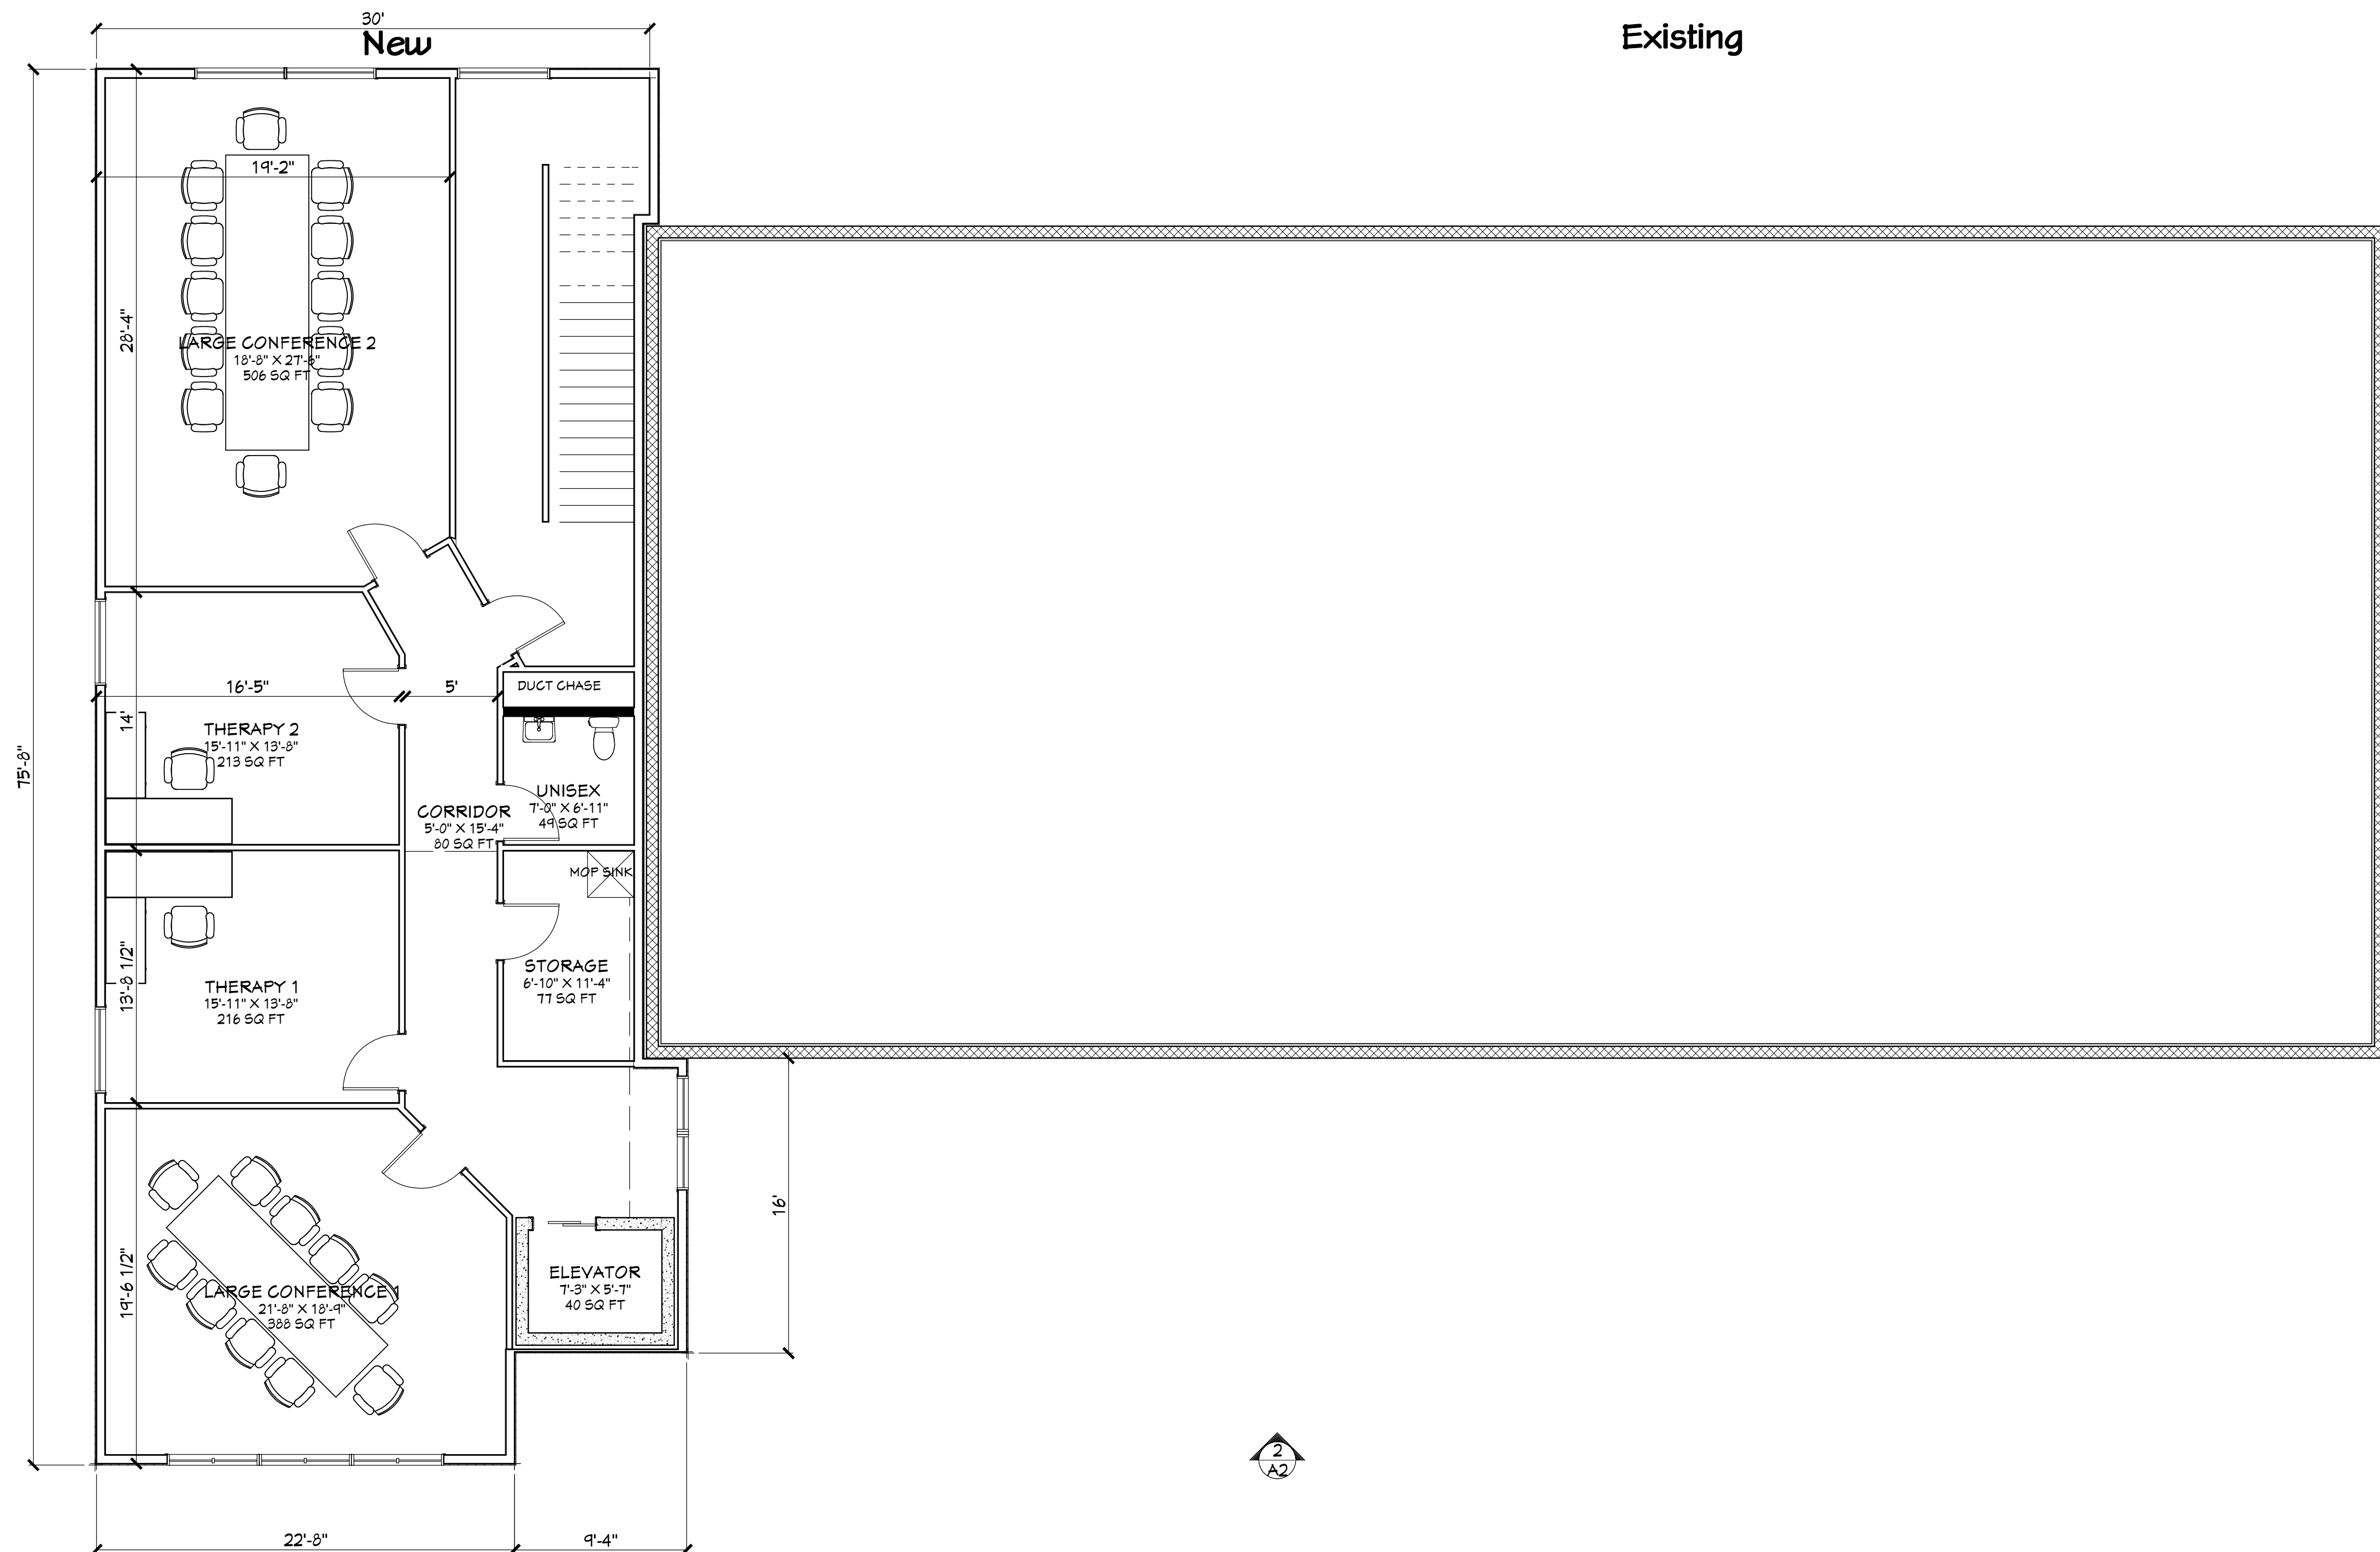 30'
New
Existing
19'-2"
28'-4"
LARGE CONFERENCE 2
18'-8" X 27'-6"
506 SQ FT
16'-5"
5'
DUCT CHASE
14'
THERAPY 2
15'-11" X 13'-8"
213 SQ FT
75'-8"
UNISEX
7'-0" X 6'-11"
49 SQ FT
CORRIDOR
5'-0" X 15'-4"
80 SQ FT
MOP SINK
13'-8 1/2"
STORAGE
6'-10" X 11'-4"
77 SQ FT
THERAPY 1
15'-11" X 13'-8"
216 SQ FT
16'
19'-6 1/2"
ELEVATOR
7'-3" X 5'-7"
40 SQ FT
LARGE CONFERENCE 1
21'-8" X 18'-9"
388 SQ FT
2
A2
22'-8"
9'-4"